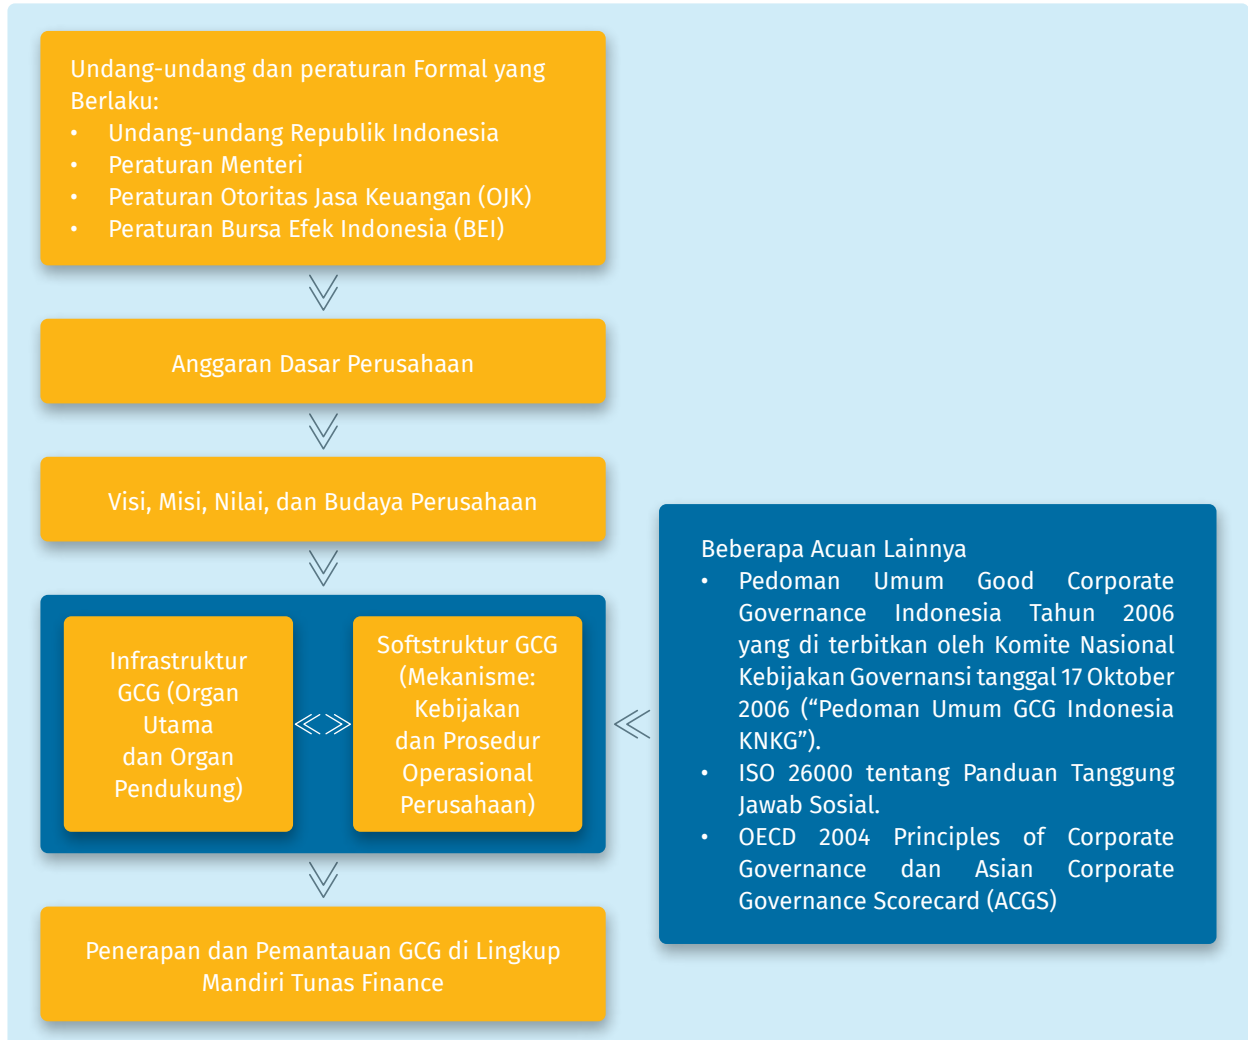 Undang-undang dan peraturan Formal yang
Berlaku:
• Undang-undang Republik Indonesia
• Peraturan Menteri
• Peraturan Otoritas Jasa Keuangan (OJK)
• Peraturan Bursa Efek Indonesia (BEI)
Anggaran Dasar Perusahaan
Visi, Misi, Nilai, dan Budaya Perusahaan
Infrastruktur
GCG (Organ
Utama
dan Organ
Pendukung)
Softstruktur GCG
(Mekanisme:
Kebijakan
dan Prosedur
Operasional
Perusahaan)
Beberapa Acuan Lainnya
• Pedoman Umum Good Corporate
Governance Indonesia Tahun 2006
yang di terbitkan oleh Komite Nasional
Kebijakan Governansi tanggal 17 Oktober
2006 (“Pedoman Umum GCG Indonesia
KNKG”).
• ISO 26000 tentang Panduan Tanggung
Jawab Sosial.
• OECD 2004 Principles of Corporate
Governance dan Asian Corporate
Governance Scorecard (ACGS)
Penerapan dan Pemantauan GCG di Lingkup
Mandiri Tunas Finance